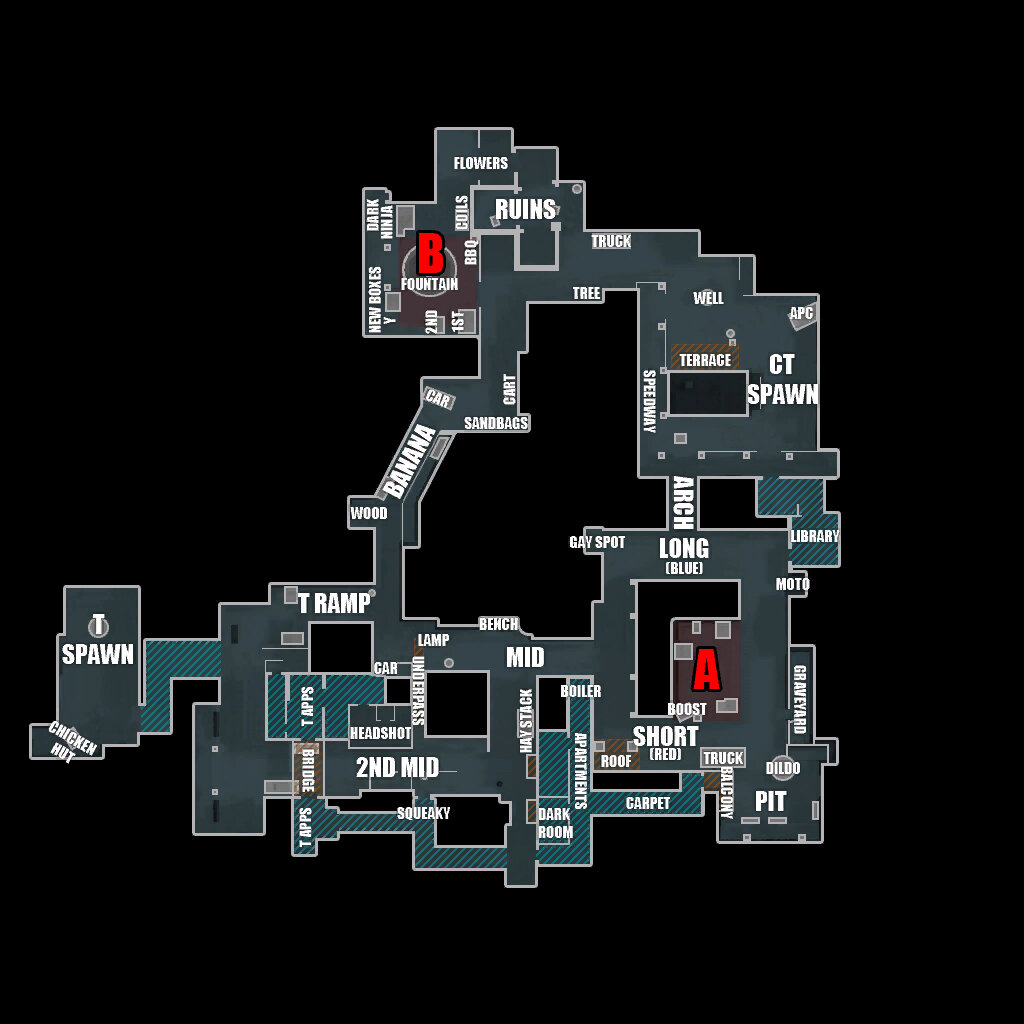 FLOWERS
DARK
NINJA
COILS
RUINS
B
BBQ
TRUCK
FOUNTAIN
NEW BOXES
Y
2ND
1ST
TREE
WELL
APC
TERRACE
CT
SPAWN
CART
SPEEDWAY
CAR
SANDBAGS
BANANA
WOOD
ARCH
GAY SPOT
LONG
(BLUE)
LIBRARY
MOTO
T
SPAWN
T RAMP
BENCH
LAMP
MID
CAR
UNDERPASS
T APPS
HEADSHOT
HAY STACK
BOILER
A
BOOST
GRAVEYARD
SHORT
(RED)
CHICKEN
HUT
BRIDGE
2ND MID
APARTMENTS
ROOF
TRUCK
DILDO
BALCONY
PIT
T APPS
SQUEAKY
DARK
ROOM
CARPET